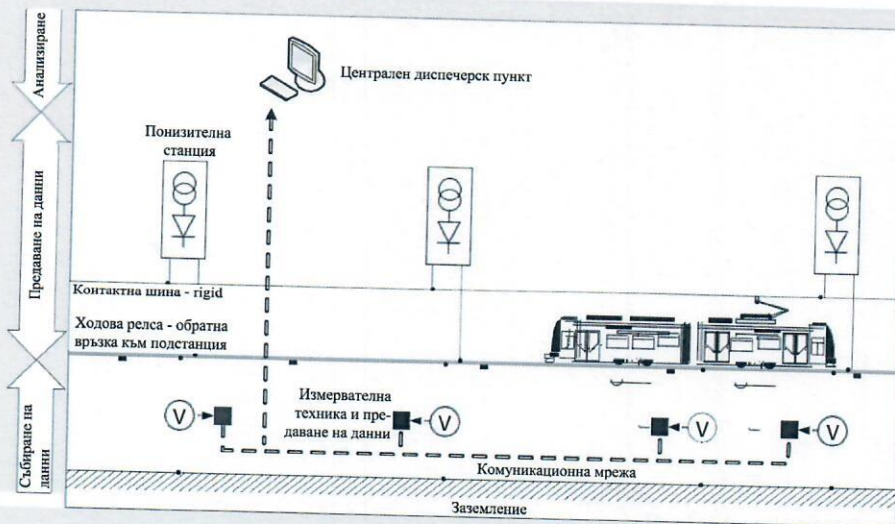 Анализиране
Предаване на данни
Събиране на
данни
Централен диспечерск пункт
Понизителна
станция
Контактна шина - rigid
Ходова релса - обратна
връзка към подстанция
Измервателна
техника и пре-
даване на данни
V
V
V
V
Комуникационна мрежа
Заземление